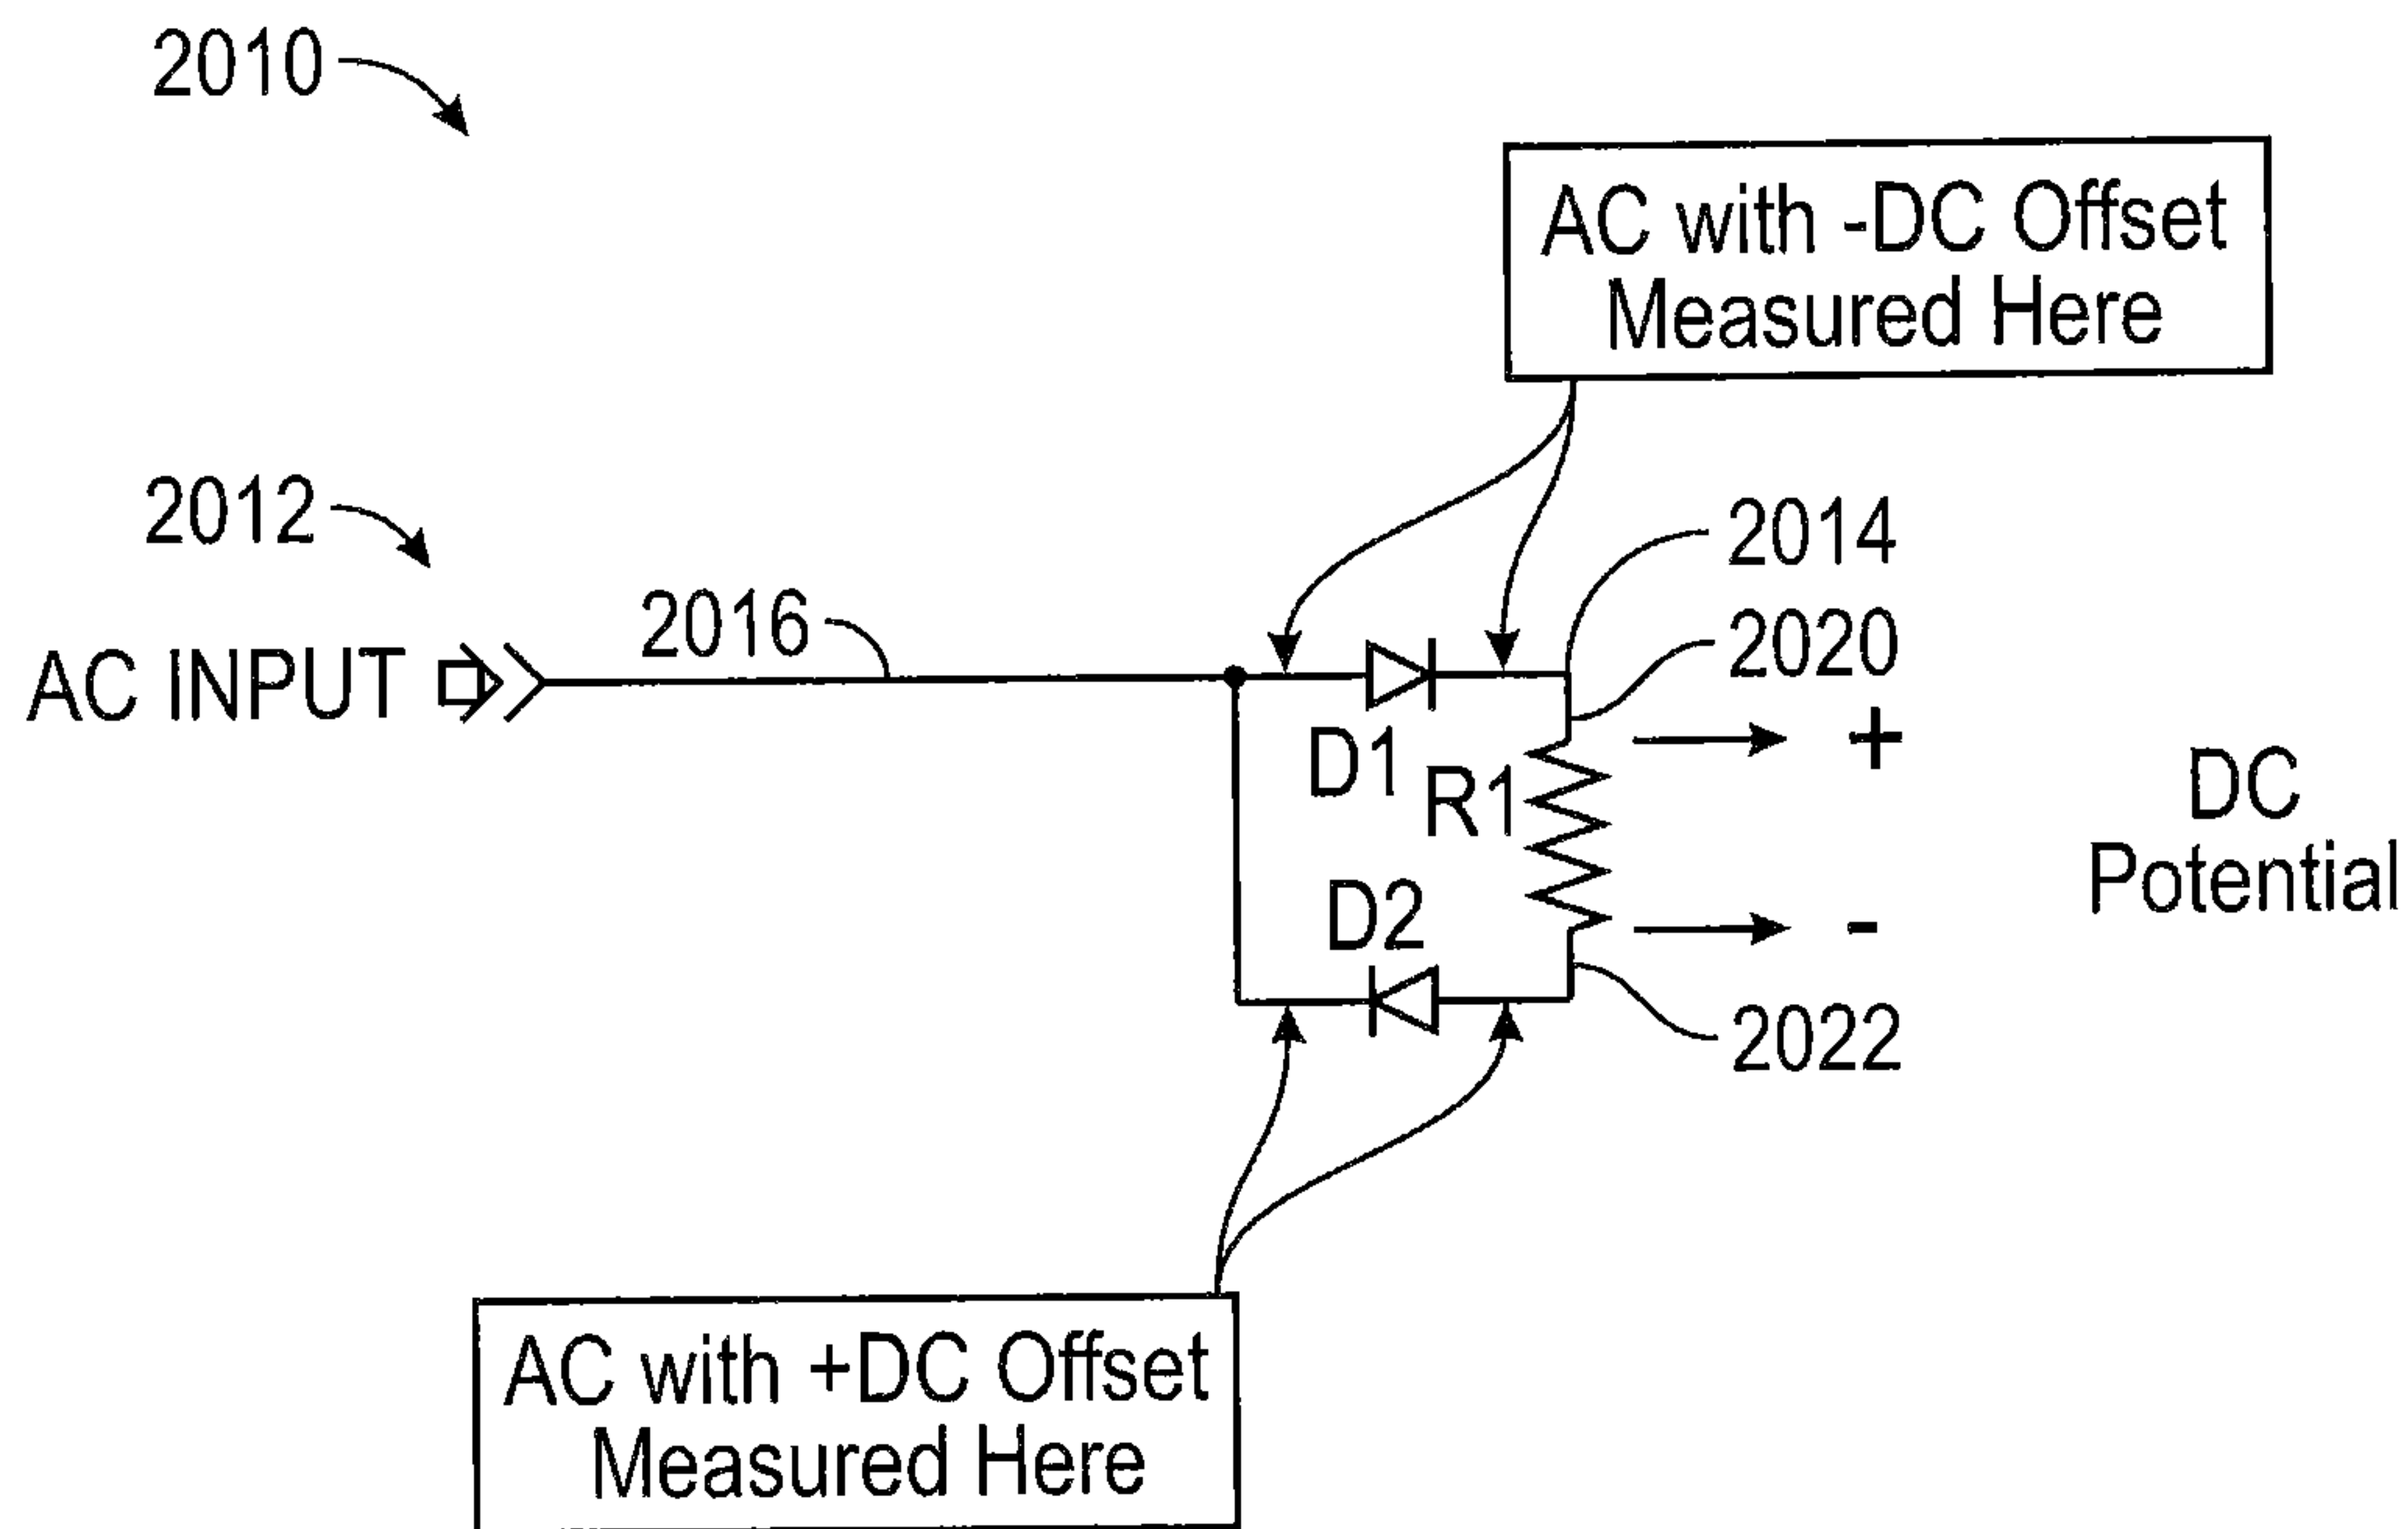 2010
AC with -DC Offset
Measured Here
2012
2014
2016
2020
AC INPUT
+
D1
R1
DC
Potential
D2
-
2022
AC with +DC Offset
Measured Here